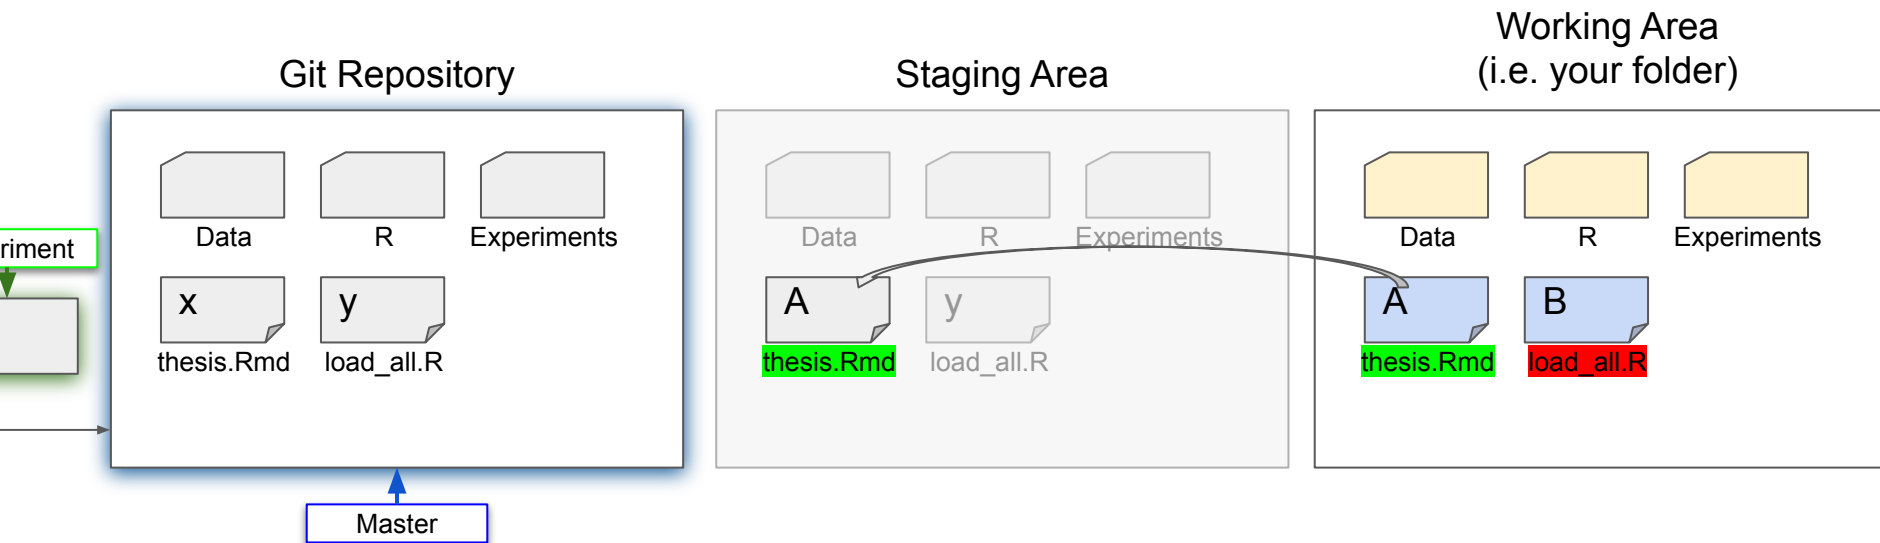 Git Repository
Staging Area
Working Area
(i.e. your folder)
Data
R
Experiments
x
y
thesis.Rmd
load_all.R
Data
R
Experiments
A
y
thesis.Rmd
load_all.R
Data
R
Experiments
A
B
thesis.Rmd
load_all.R
riment
Master